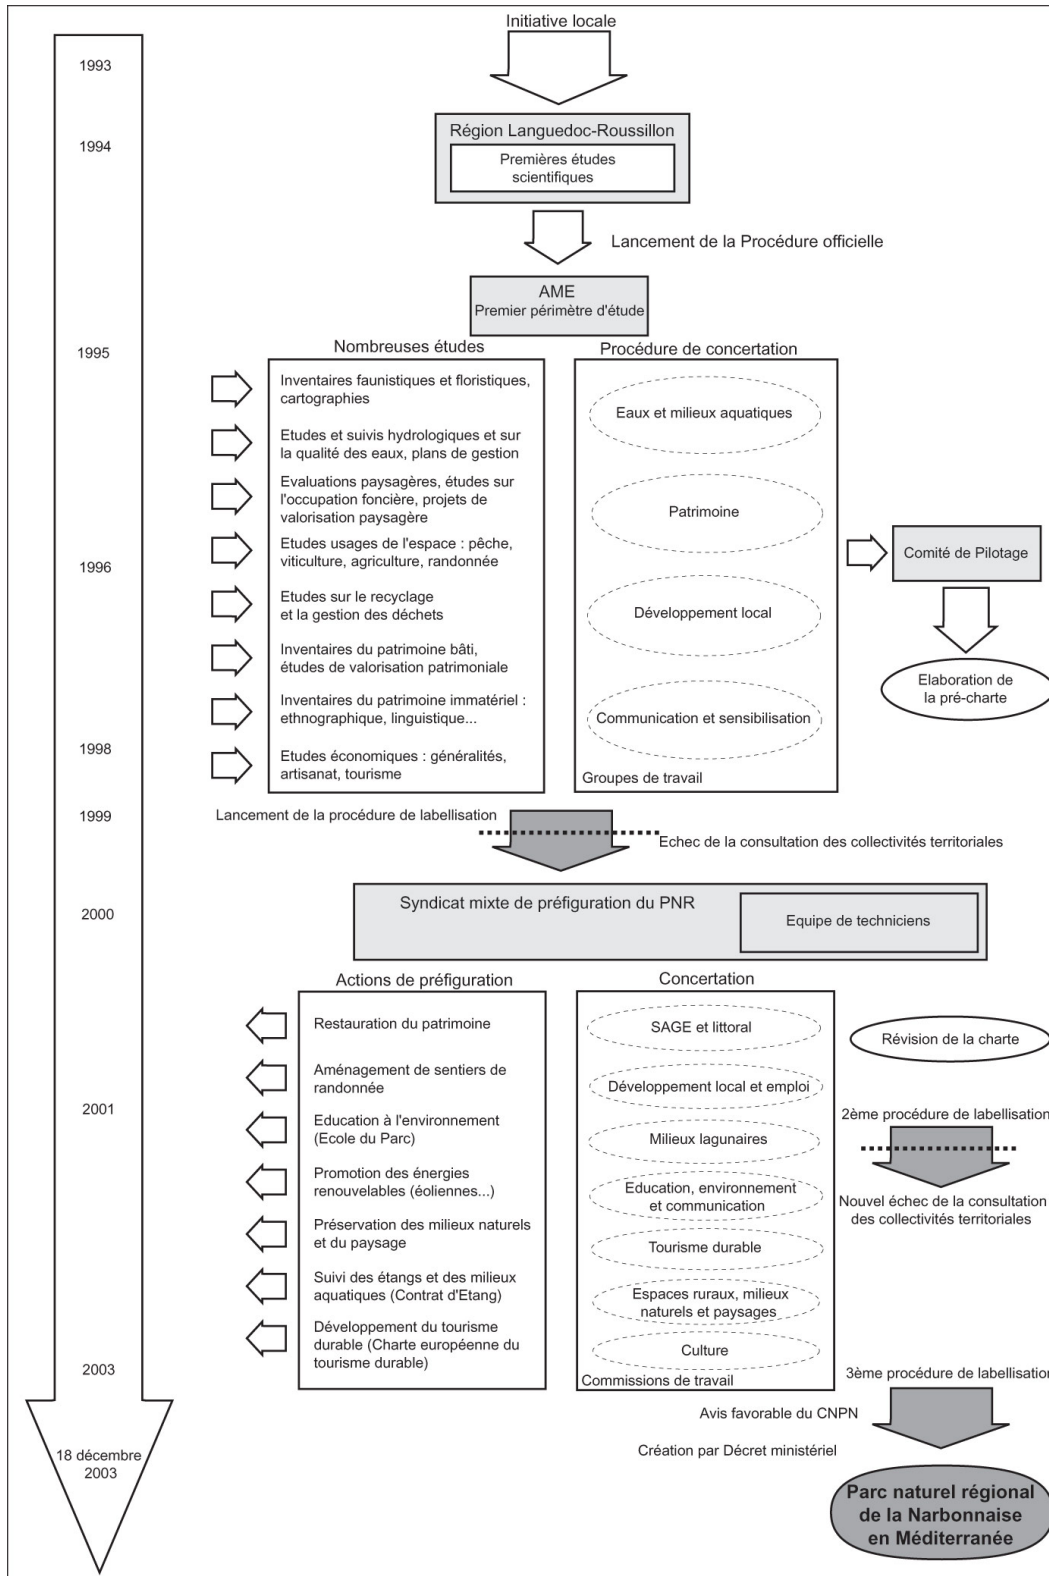 Initiative locale
1993
Région Languedoc-Roussillon
1994
Premières études
scientifiques
Lancement de la Procédure officielle
AME
Premier périmètre d'étude
1995
Nombreuses études
Inventaires faunistiques et floristiques,
cartographies
Etudes et suivis hydrologiques et sur
la qualité des eaux, plans de gestion
Evaluations paysagères, études sur
l'occupation foncière, projets de
valorisation paysagère
Etudes usages de l'espace : pêche,
viticulture, agriculture, randonnée
1996
Etudes sur le recyclage
et la gestion des déchets
Inventaires du patrimoine bâti,
études de valorisation patrimoniale
Inventaires du patrimoine immatériel :
ethnographique, linguistique...
1998
Etudes économiques : généralités,
artisanat, tourisme
Procédure de concertation
Eaux et milieux aquatiques
Patrimoine
Développement local
Communication et sensibilisation
Groupes de travail
Comité de Pilotage
Elaboration de
la pré-charte
1999
Lancement de la procédure de labellisation
Echec de la consultation des collectivités territoriales
2000
Syndicat mixte de préfiguration du PNR
Equipe de techniciens
Actions de préfiguration
Restauration du patrimoine
Aménagement de sentiers de
randonnée
2001
Education à l'environnement
(Ecole du Parc)
Promotion des énergies
renouvelables (éoliennes...)
Préservation des milieux naturels
et du paysage
Suivi des étangs et des milieux
aquatiques (Contrat d'Etang)
Développement du tourisme
durable (Charte européenne du
tourisme durable)
Concertation
SAGE et littoral
Développement local et emploi
Milieux lagunaires
Education, environnement
et communication
Tourisme durable
Espaces ruraux, milieux
naturels et paysages
Culture
Commissions de travail
Révision de la charte
2ème procédure de labellisation
Nouvel échec de la consultation
des collectivités territoriales
2003
3ème procédure de labellisation
Avis favorable du CNPN
Création par Décret ministériel
18 décembre
2003
Parc naturel régional
de la Narbonnaise
en Méditerranée